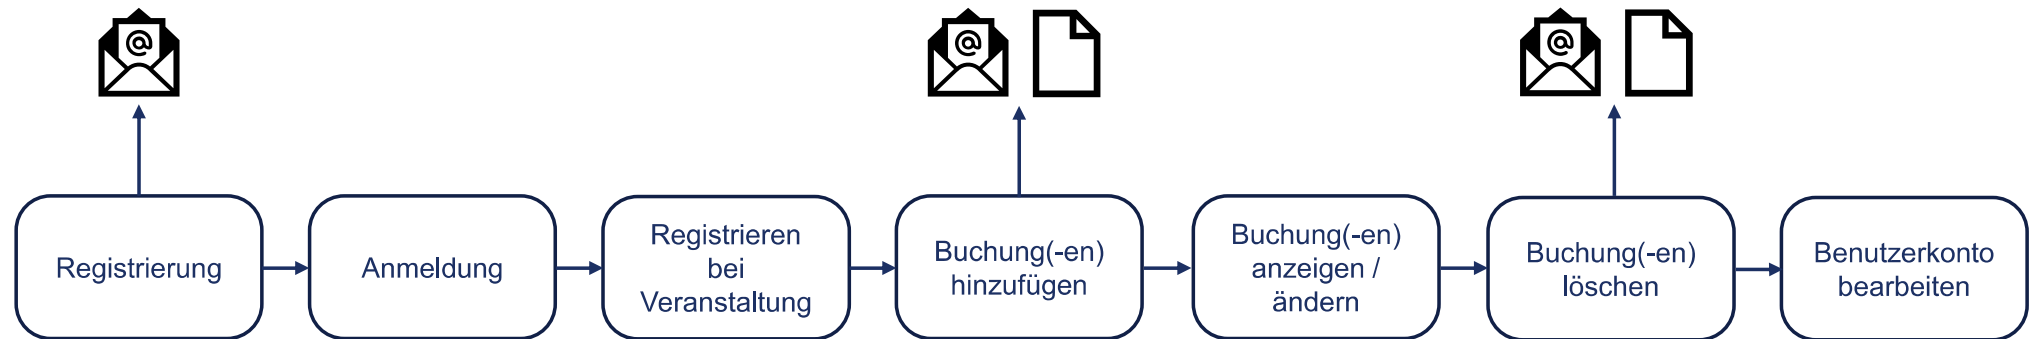 @
@
@
Registrierung
Anmeldung
Registrieren
bei
Veranstaltung
Buchung(-en)
hinzufügen
Buchung(-en)
anzeigen /
ändern
Buchung(-en)
löschen
Benutzerkonto
bearbeiten